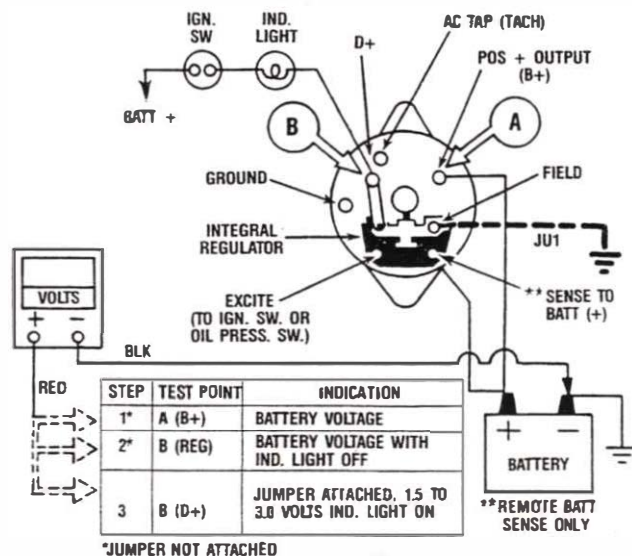 IGN.
SW
IND.
LIGHT
D+
AC TAP (TACH)
POS + OUTPUT
(B+)
BATT +
B
A
GROUND
FIELD
INTEGRAL
REGULATOR
JU1
VOLTS
+ -
EXCITE
(TO IGN. SW. OR
OIL PRESS. SW.)
**SENSE TO
BATT (+)
BLK
RED
STEP TEST POINT INDICATION
1* A (B+) BATTERY VOLTAGE
2* B (REG) BATTERY VOLTAGE WITH
IND. LIGHT OFF
3 B (D+) JUMPER ATTACHED, 1.5 TO
3.0 VOLTS IND. LIGHT ON
+ -
BATTERY
**REMOTE BATT
SENSE ONLY
*JUMPER NOT ATTACHED